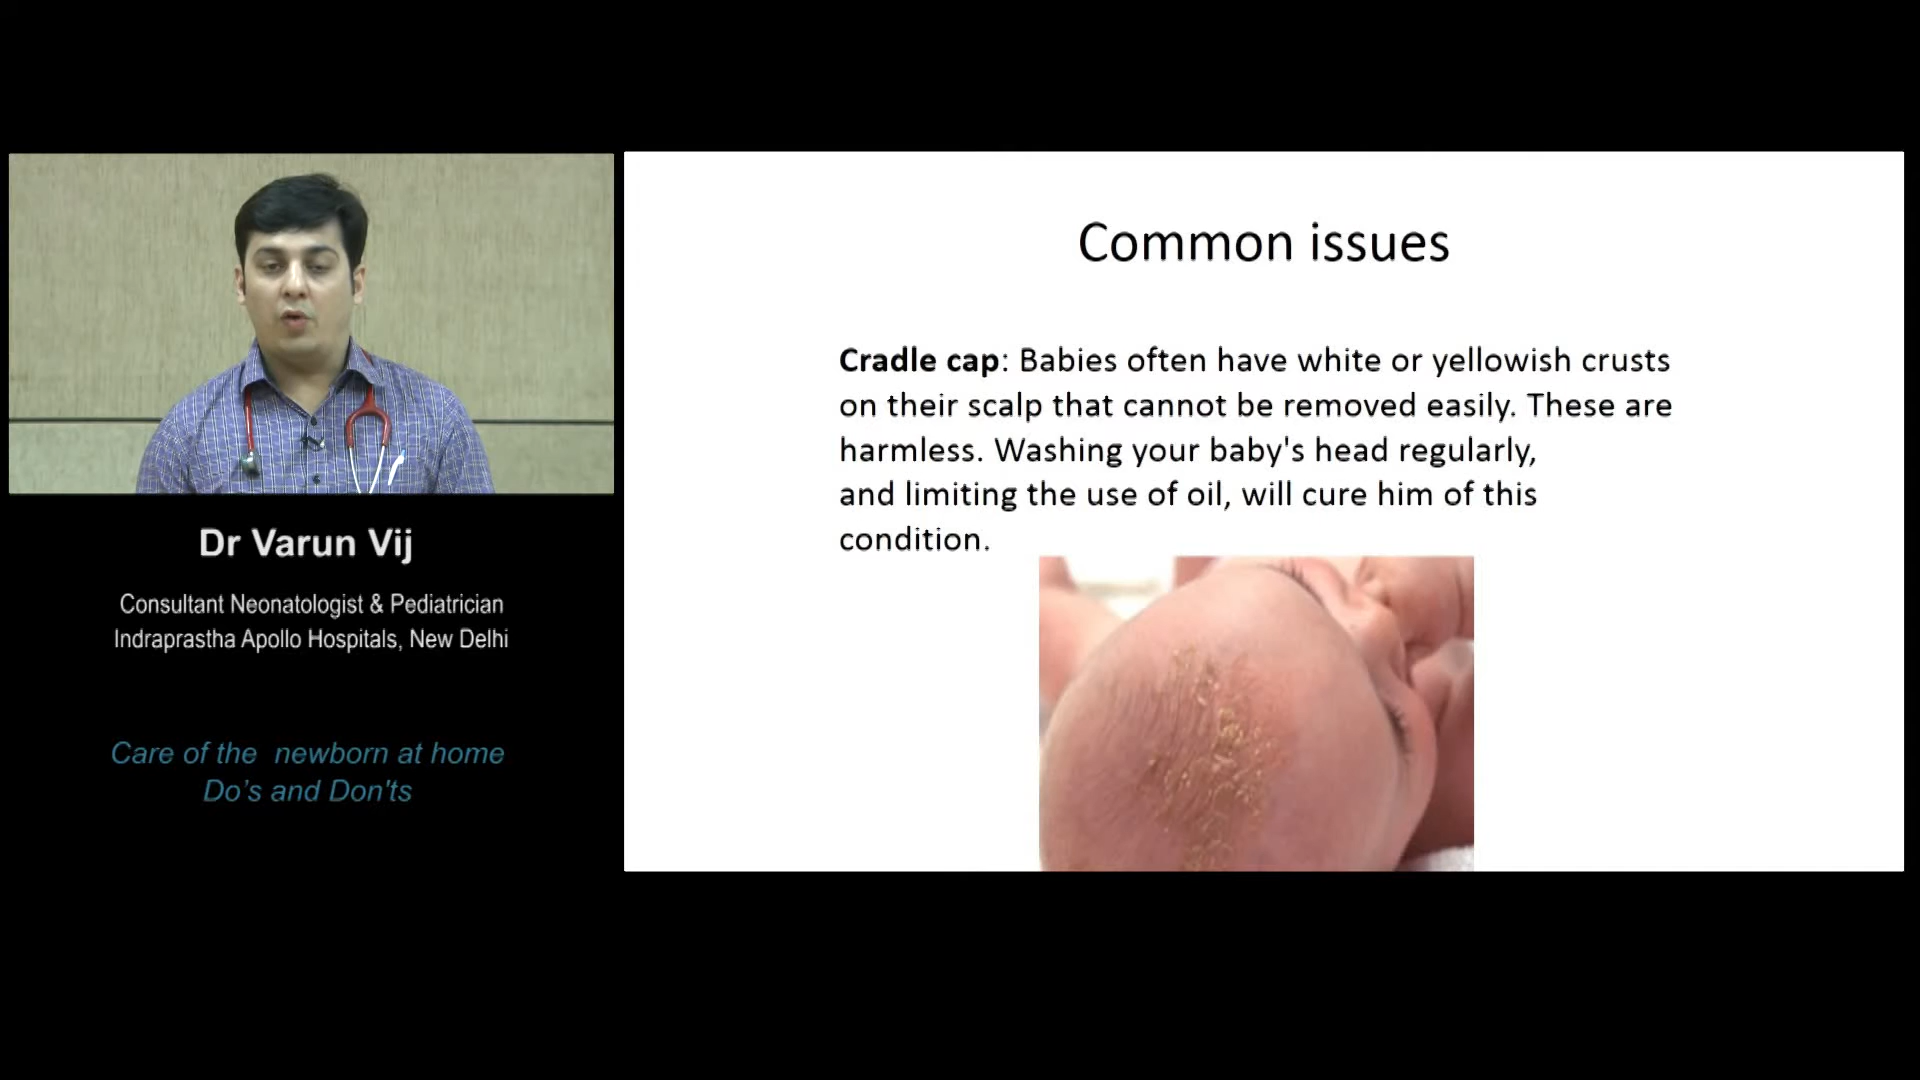 Common issues
Cradle cap: Babies often have white or yellowish crusts
on their scalp that cannot be removed easily. These are
harmless. Washing your baby's head regularly,
and limiting the use of oil, will cure him of this
condition.
Dr Varun Vij
Consultant Neonatologist & Pediatrician
Indraprastha Apollo Hospitals, New Delhi
Care of the  newborn at home
Do’s and Don'ts